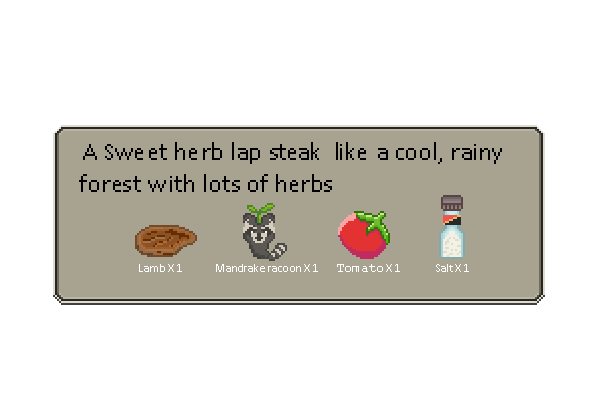 A Sweet herb lap steak like a cool, rainy
forest with lots of herbs
Lamb X 1 Mandrake racoon X 1 Tomato X 1 Salt X 1